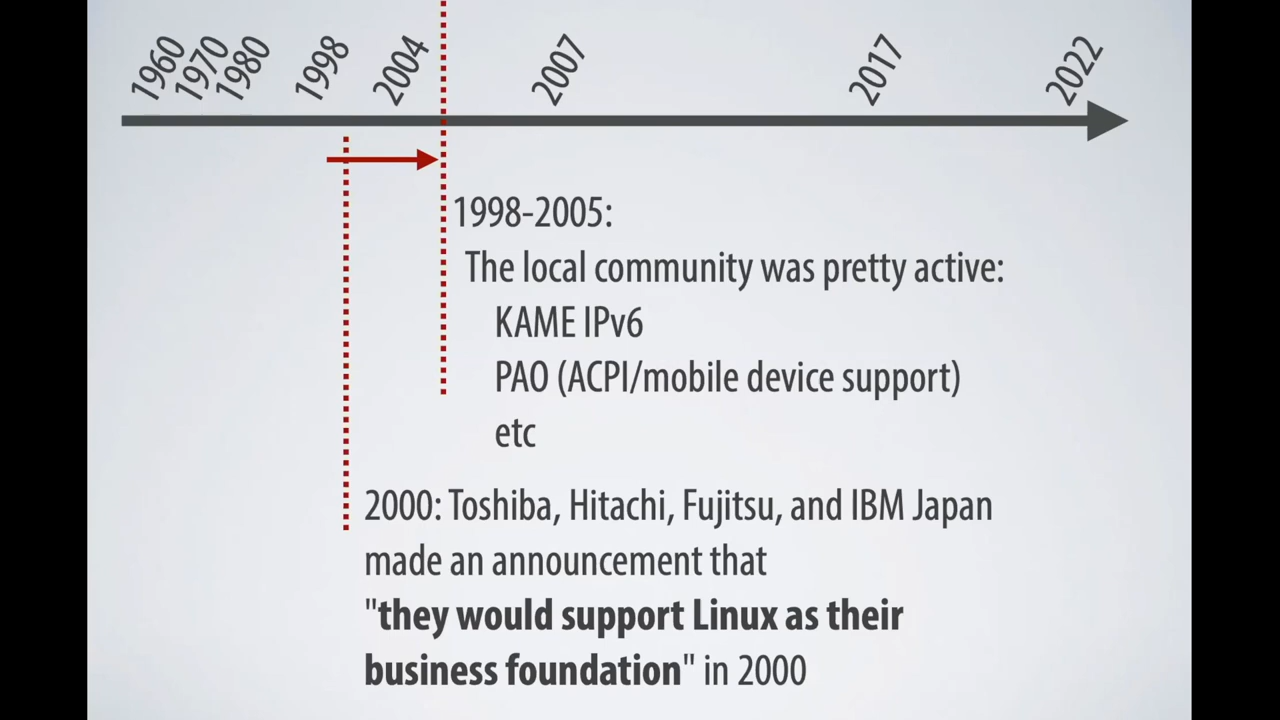 1960
1970
1980
1998
2004
2007
2017
2022
1998-2005:
The local community was pretty active:
KAME IPv6
PAO (ACPI/mobile device support)
etc
2000: Toshiba, Hitachi, Fujitsu, and IBM Japan
made an announcement that
"they would support Linux as their
business foundation" in 2000